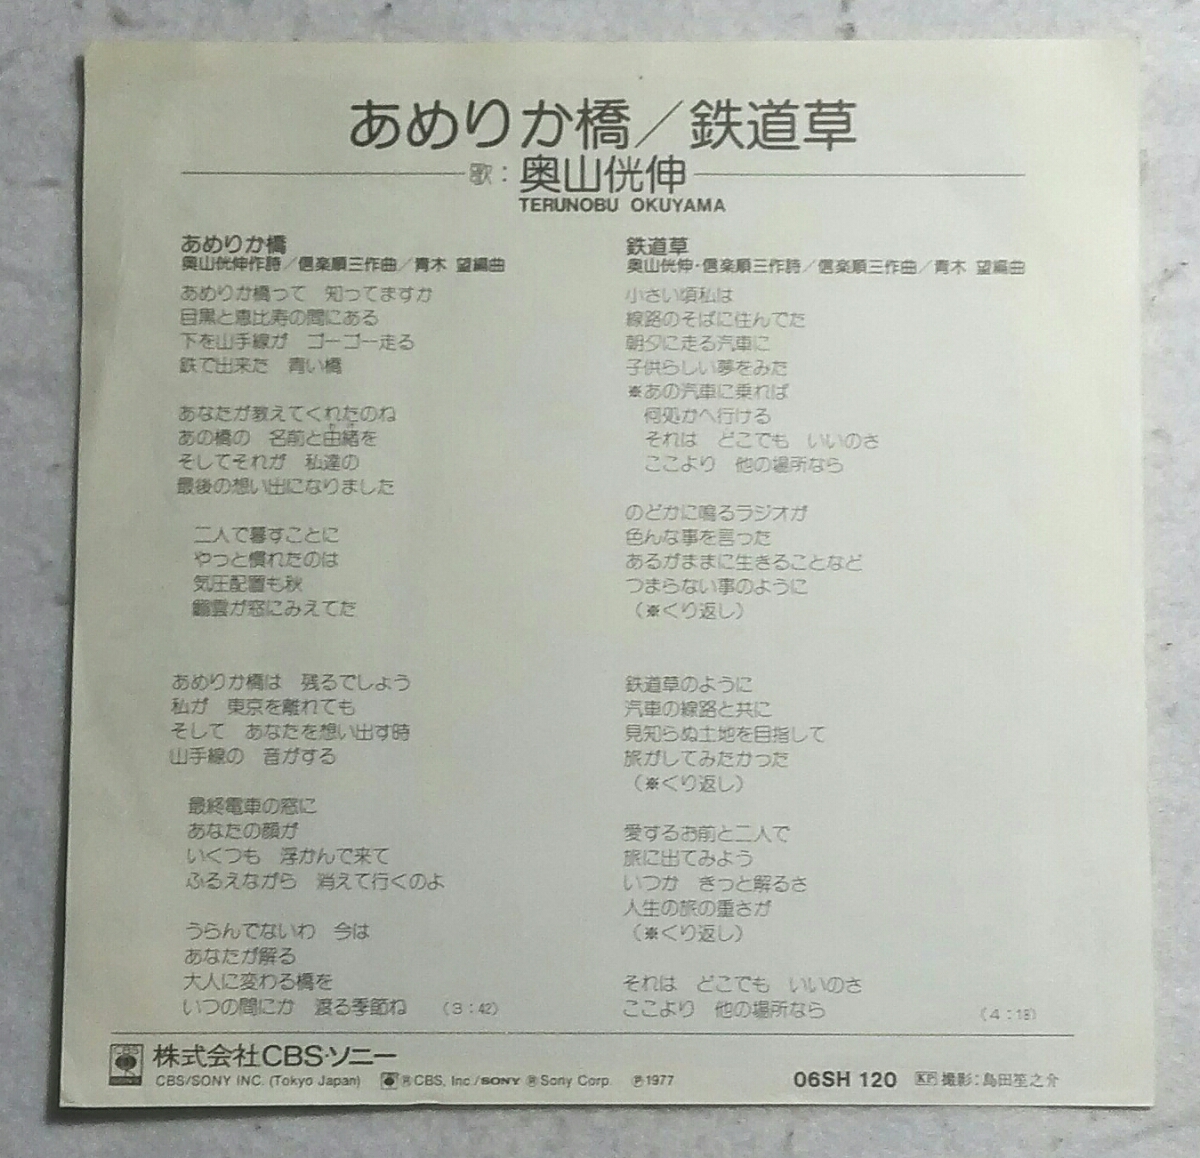 あめりか橋／鉄道草
歌：奥山侊伸
TERUNOBU OKUYAMA
あめりか橋
奥山侊伸作詩／信楽順三作曲／青木 望編曲
あめりか橋って　知ってますか
目黒と恵比寿の間にある
下を山手線が　ゴーゴー走る
鉄で出来た　青い橋
あなたが教えてくれたのね
あの橋の　名前と由緒を
そしてそれが　私達の
最後の想い出になりました
二人で暮すことに
やっと慣れたのは
気圧配置も秋
鰯雲が窓にみえてた
あめりか橋は　残るでしょう
私が　東京を離れても
そして　あなたを想い出す時
山手線の　音がする
最終電車の窓に
あなたの顔が
いくつも　浮かんで来て
ふるえながら　消えて行くのよ
うらんでないわ　今は
あなたが解る
大人に変わる橋を
いつの間にか　渡る季節ね　（3：42）
鉄道草
奥山侊伸・信楽順三作詩／信楽順三作曲／青木 望編曲
小さい頃私は
線路のそばに住んでた
朝夕に走る汽車に
子供らしい夢をみた
※あの汽車に乗れば
何処かへ行ける
それは　どこでも　いいのさ
ここより　他の場所なら
のどかに鳴るラジオが
色んな事を言った
あるがままに生きることなど
つまらない事のように
（※くり返し）
鉄道草のように
汽車の線路と共に
見知らぬ土地を目指して
旅がしてみたかった
（※くり返し）
愛するお前と二人で
旅に出てみよう
いつか　きっと解るさ
人生の旅の重さが
（※くり返し）
それは　どこでも　いいのさ
ここより　他の場所なら　（4：18）
CBS SONY 株式会社CBS・ソニー
CBS/SONY INC. (Tokyo Japan) ⓇCBS, Inc./SONY ⓇSony Corp. ℗1977 06SH 120 KP 撮影：島田笙之介